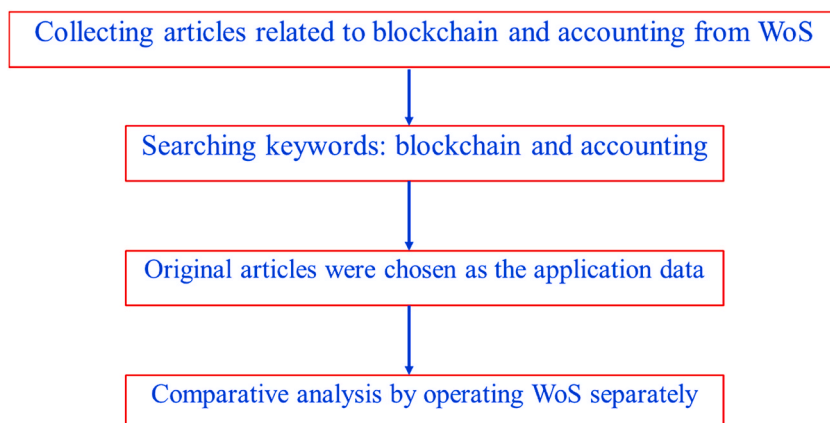 Collecting articles related to blockchain and accounting from WoS
Searching keywords: blockchain and accounting
Original articles were chosen as the application data
Comparative analysis by operating WoS separately